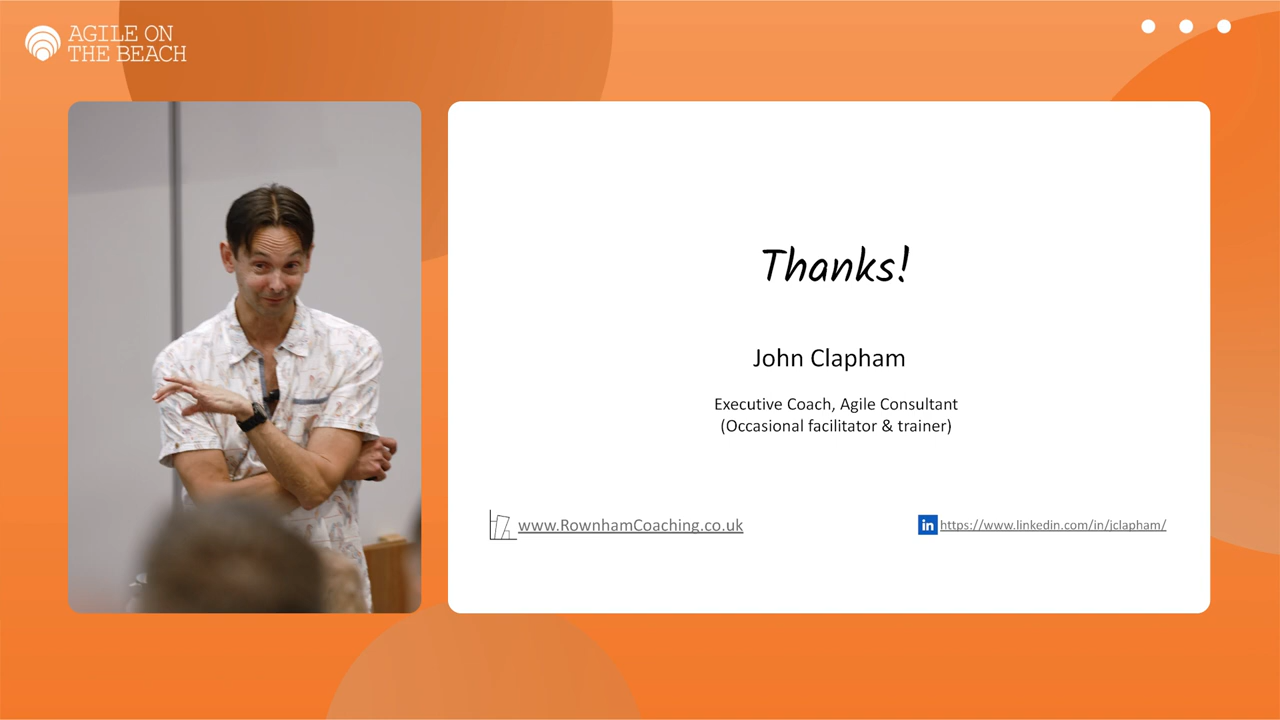 AGILE ON
THE BEACH
Thanks!
John Clapham
Executive Coach, Agile Consultant
(Occasional facilitator & trainer)
www.RownhamCoaching.co.uk
in https://www.linkedin.com/in/jclapham/